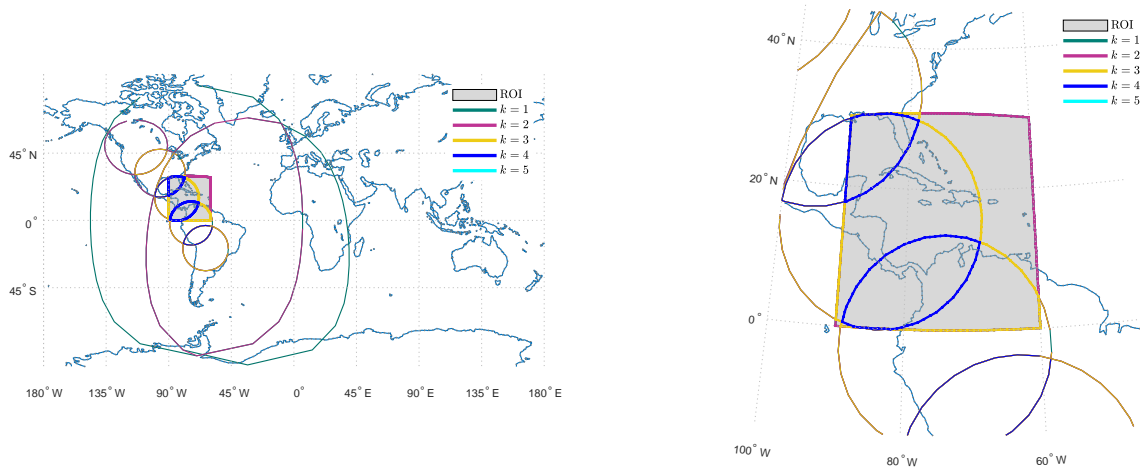 ROI
k = 1
k = 2
k = 3
k = 4
k = 5
45° N
0°
45° S
180° W
135° W
90° W
45° W
0°
45° E
90° E
135° E
180° E
ROI
k = 1
k = 2
k = 3
k = 4
k = 5
40° N
20° N
0°
100° W
80° W
60° W